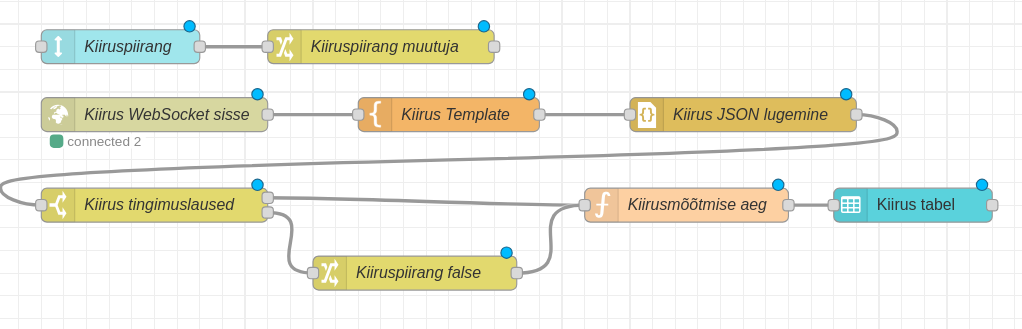 Kiiruspiirang
Kiiruspiirang muutuja
Kiirus WebSocket sisse
Kiirus Template
Kiirus JSON lugemine
connected 2
Kiirus tingimuslaused
Kiirusmõõtmise aeg
Kiirus tabel
Kiiruspiirang false